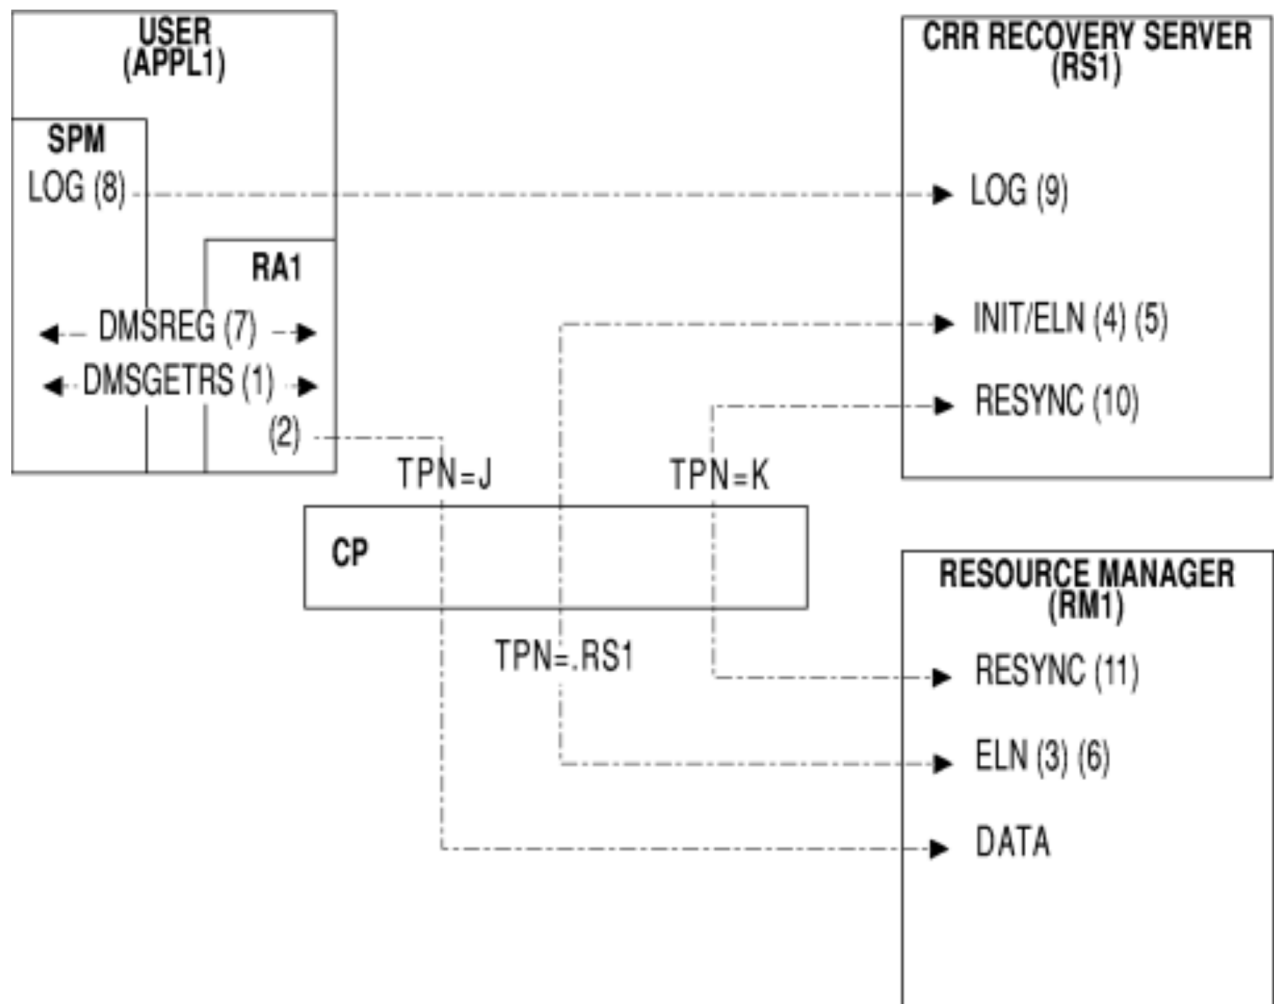 USER
(APPL1)
SPM
LOG (8)
RA1
DMSREG (7)
DMSGETRS (1)
(2)
CRR RECOVERY SERVER
(RS1)
LOG (9)
INIT/ELN (4) (5)
RESYNC (10)
TPN=J
TPN=K
CP
TPN=.RS1
RESOURCE MANAGER
(RM1)
RESYNC (11)
ELN (3) (6)
DATA